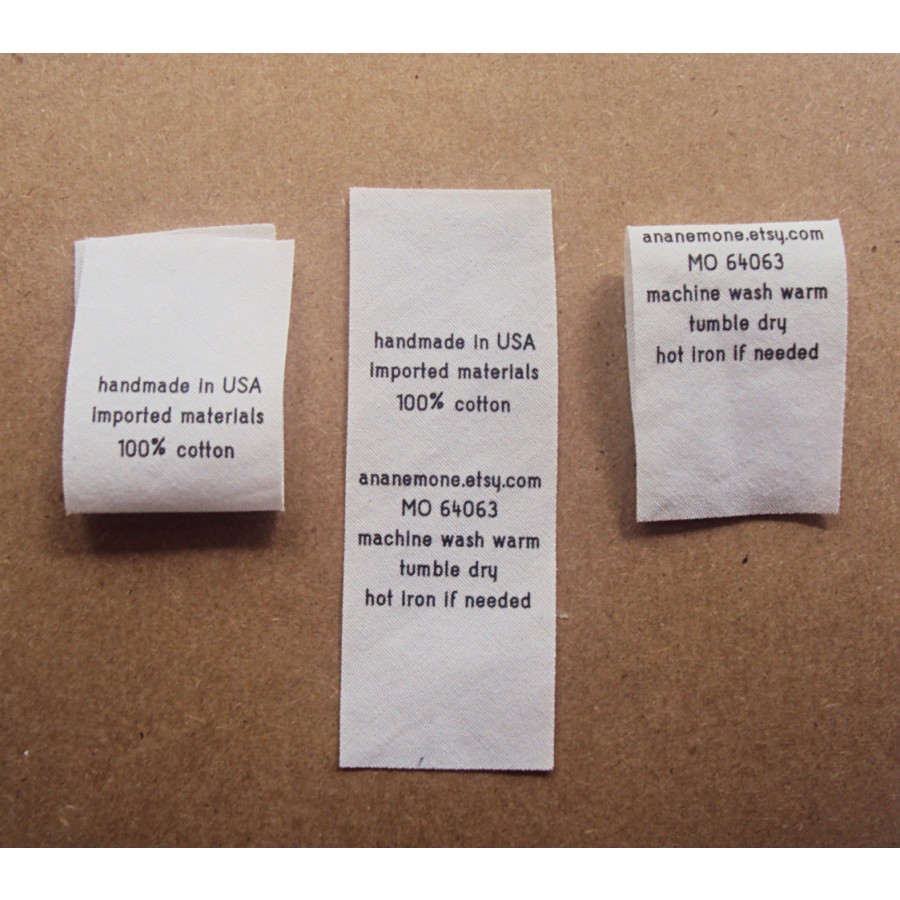 handmade in USA
imported materials
100% cotton
handmade in USA
imported materials
100% cotton
ananemone.etsy.com
MO 64063
machine wash warm
tumble dry
hot iron if needed
ananemone.etsy.com
MO 64063
machine wash warm
tumble dry
hot iron if needed